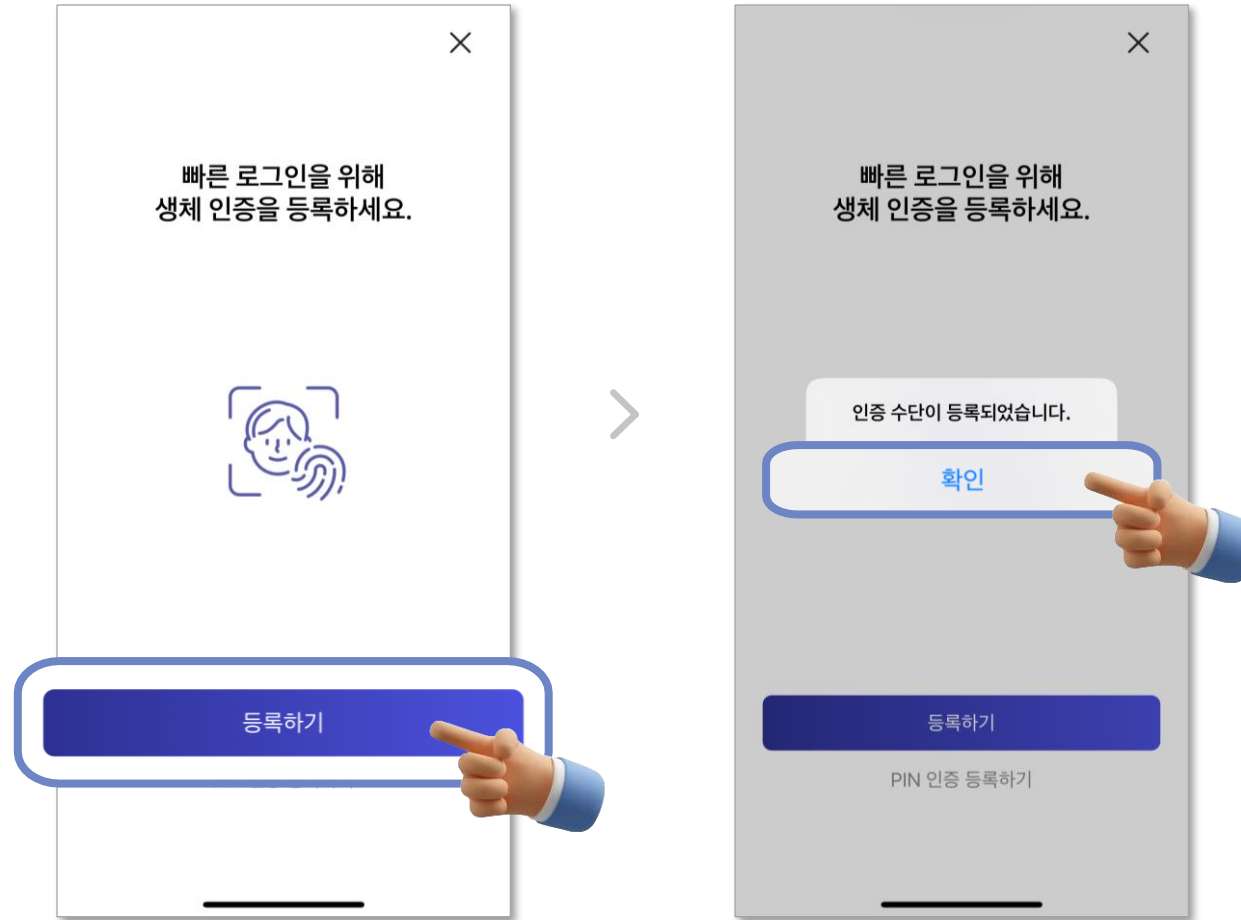 빠른 로그인을 위해
생체 인증을 등록하세요.
등록하기
빠른 로그인을 위해
생체 인증을 등록하세요.
인증 수단이 등록되었습니다.
확인
등록하기
PIN 인증 등록하기